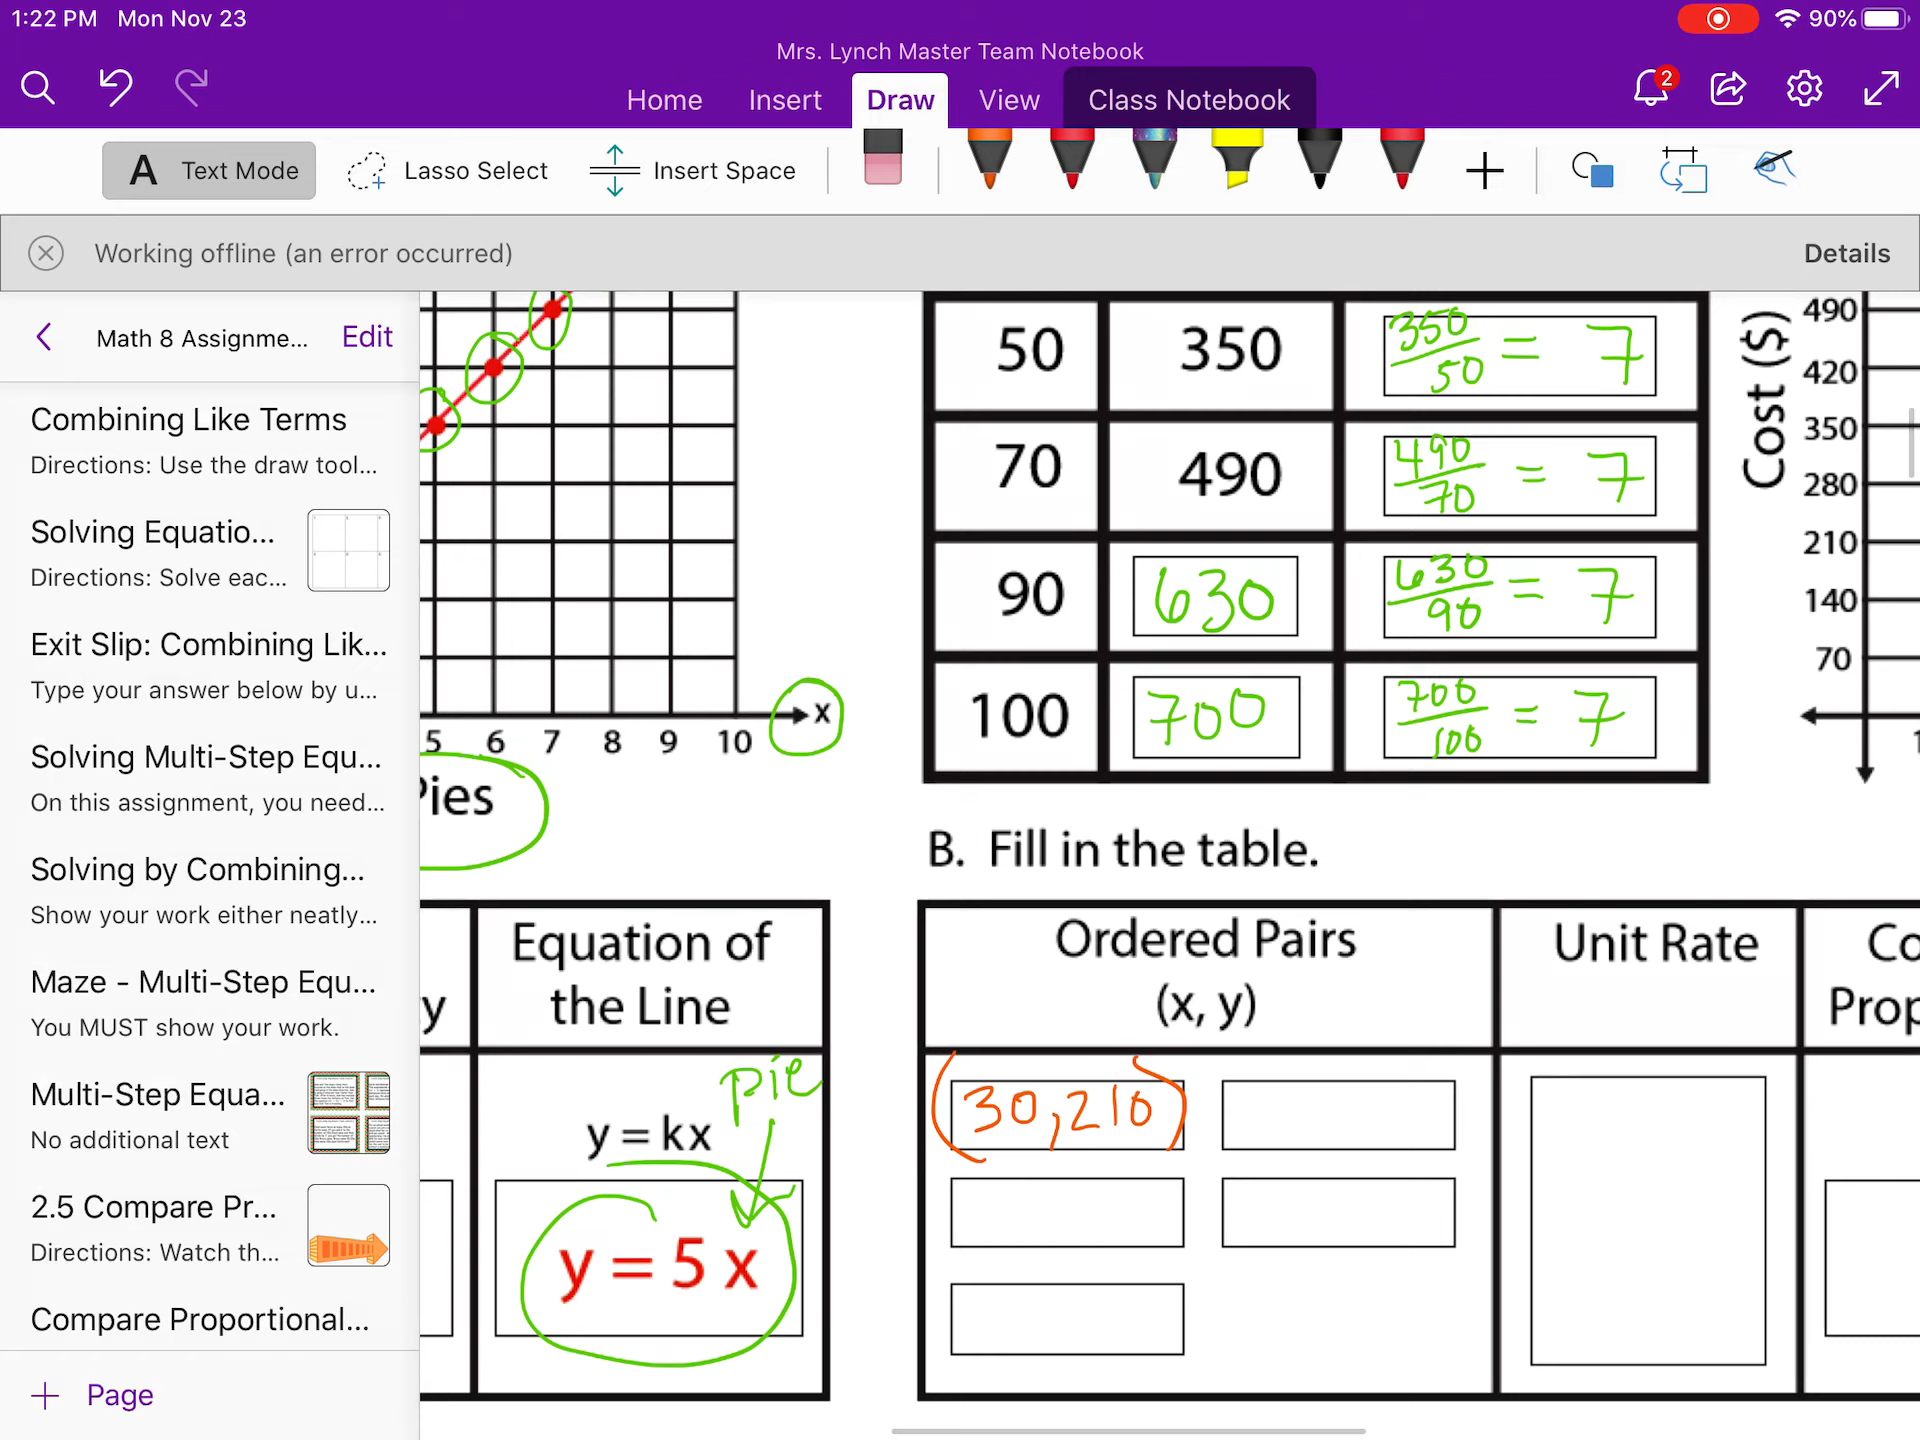 1:22 PM Mon Nov 23
90%
Mrs. Lynch Master Team Notebook
Home Insert Draw View Class Notebook
2
A Text Mode Lasso Select Insert Space
Working offline (an error occurred) Details
Math 8 Assignme... Edit
Combining Like Terms
Directions: Use the draw tool...
Solving Equatio...
Directions: Solve eac...
Exit Slip: Combining Lik...
Type your answer below by u...
Solving Multi-Step Equ...
On this assignment, you need...
Solving by Combining...
Show your work either neatly...
Maze - Multi-Step Equ...
You MUST show your work.
Multi-Step Equa...
No additional text
2.5 Compare Pr...
Directions: Watch th...
Compare Proportional...
+ Page
x
5 6 7 8 9 10
Pies
y
Equation of
the Line
pie
y = kx
y = 5 x
50 350 350/50 = 7
70 490 490/70 = 7
90 630 630/90 = 7
100 700 700/100 = 7
Cost ($)
490
420
350
280
210
140
70
1
B. Fill in the table.
Ordered Pairs
(x, y)
Unit Rate
Co
Prop
(30, 210)